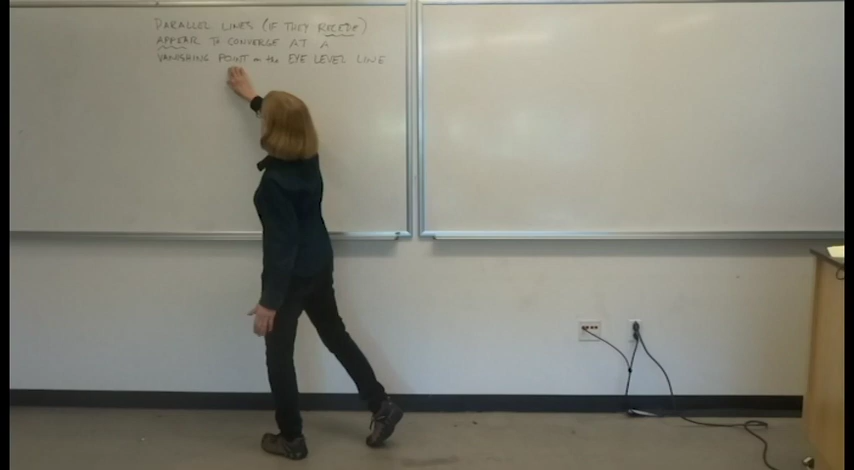 PARALLEL LINES (IF THEY RECEDE)
APPEAR TO CONVERGE AT A
VANISHING POINT on the EYE LEVEL LINE